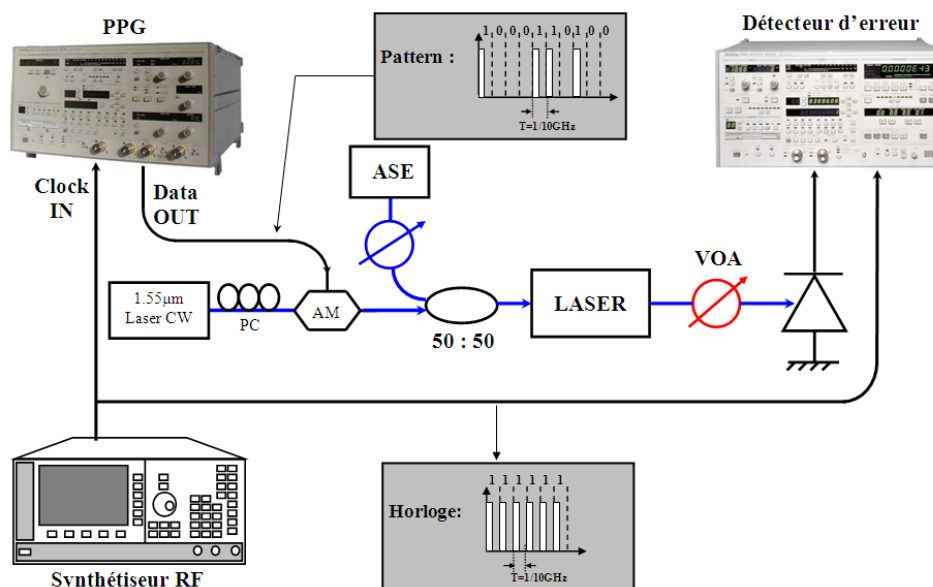 PPG
Détecteur d'erreur
Pattern :
1 0 0 0 1 1 0 1 0 0
T=1/10GHz
Clock
IN
Data
OUT
ASE
VOA
1.55µm
Laser CW
PC
AM
LASER
50 : 50
Horloge:
1 1 1 1 1 1
T=1/10GHz
Synthétiseur RF